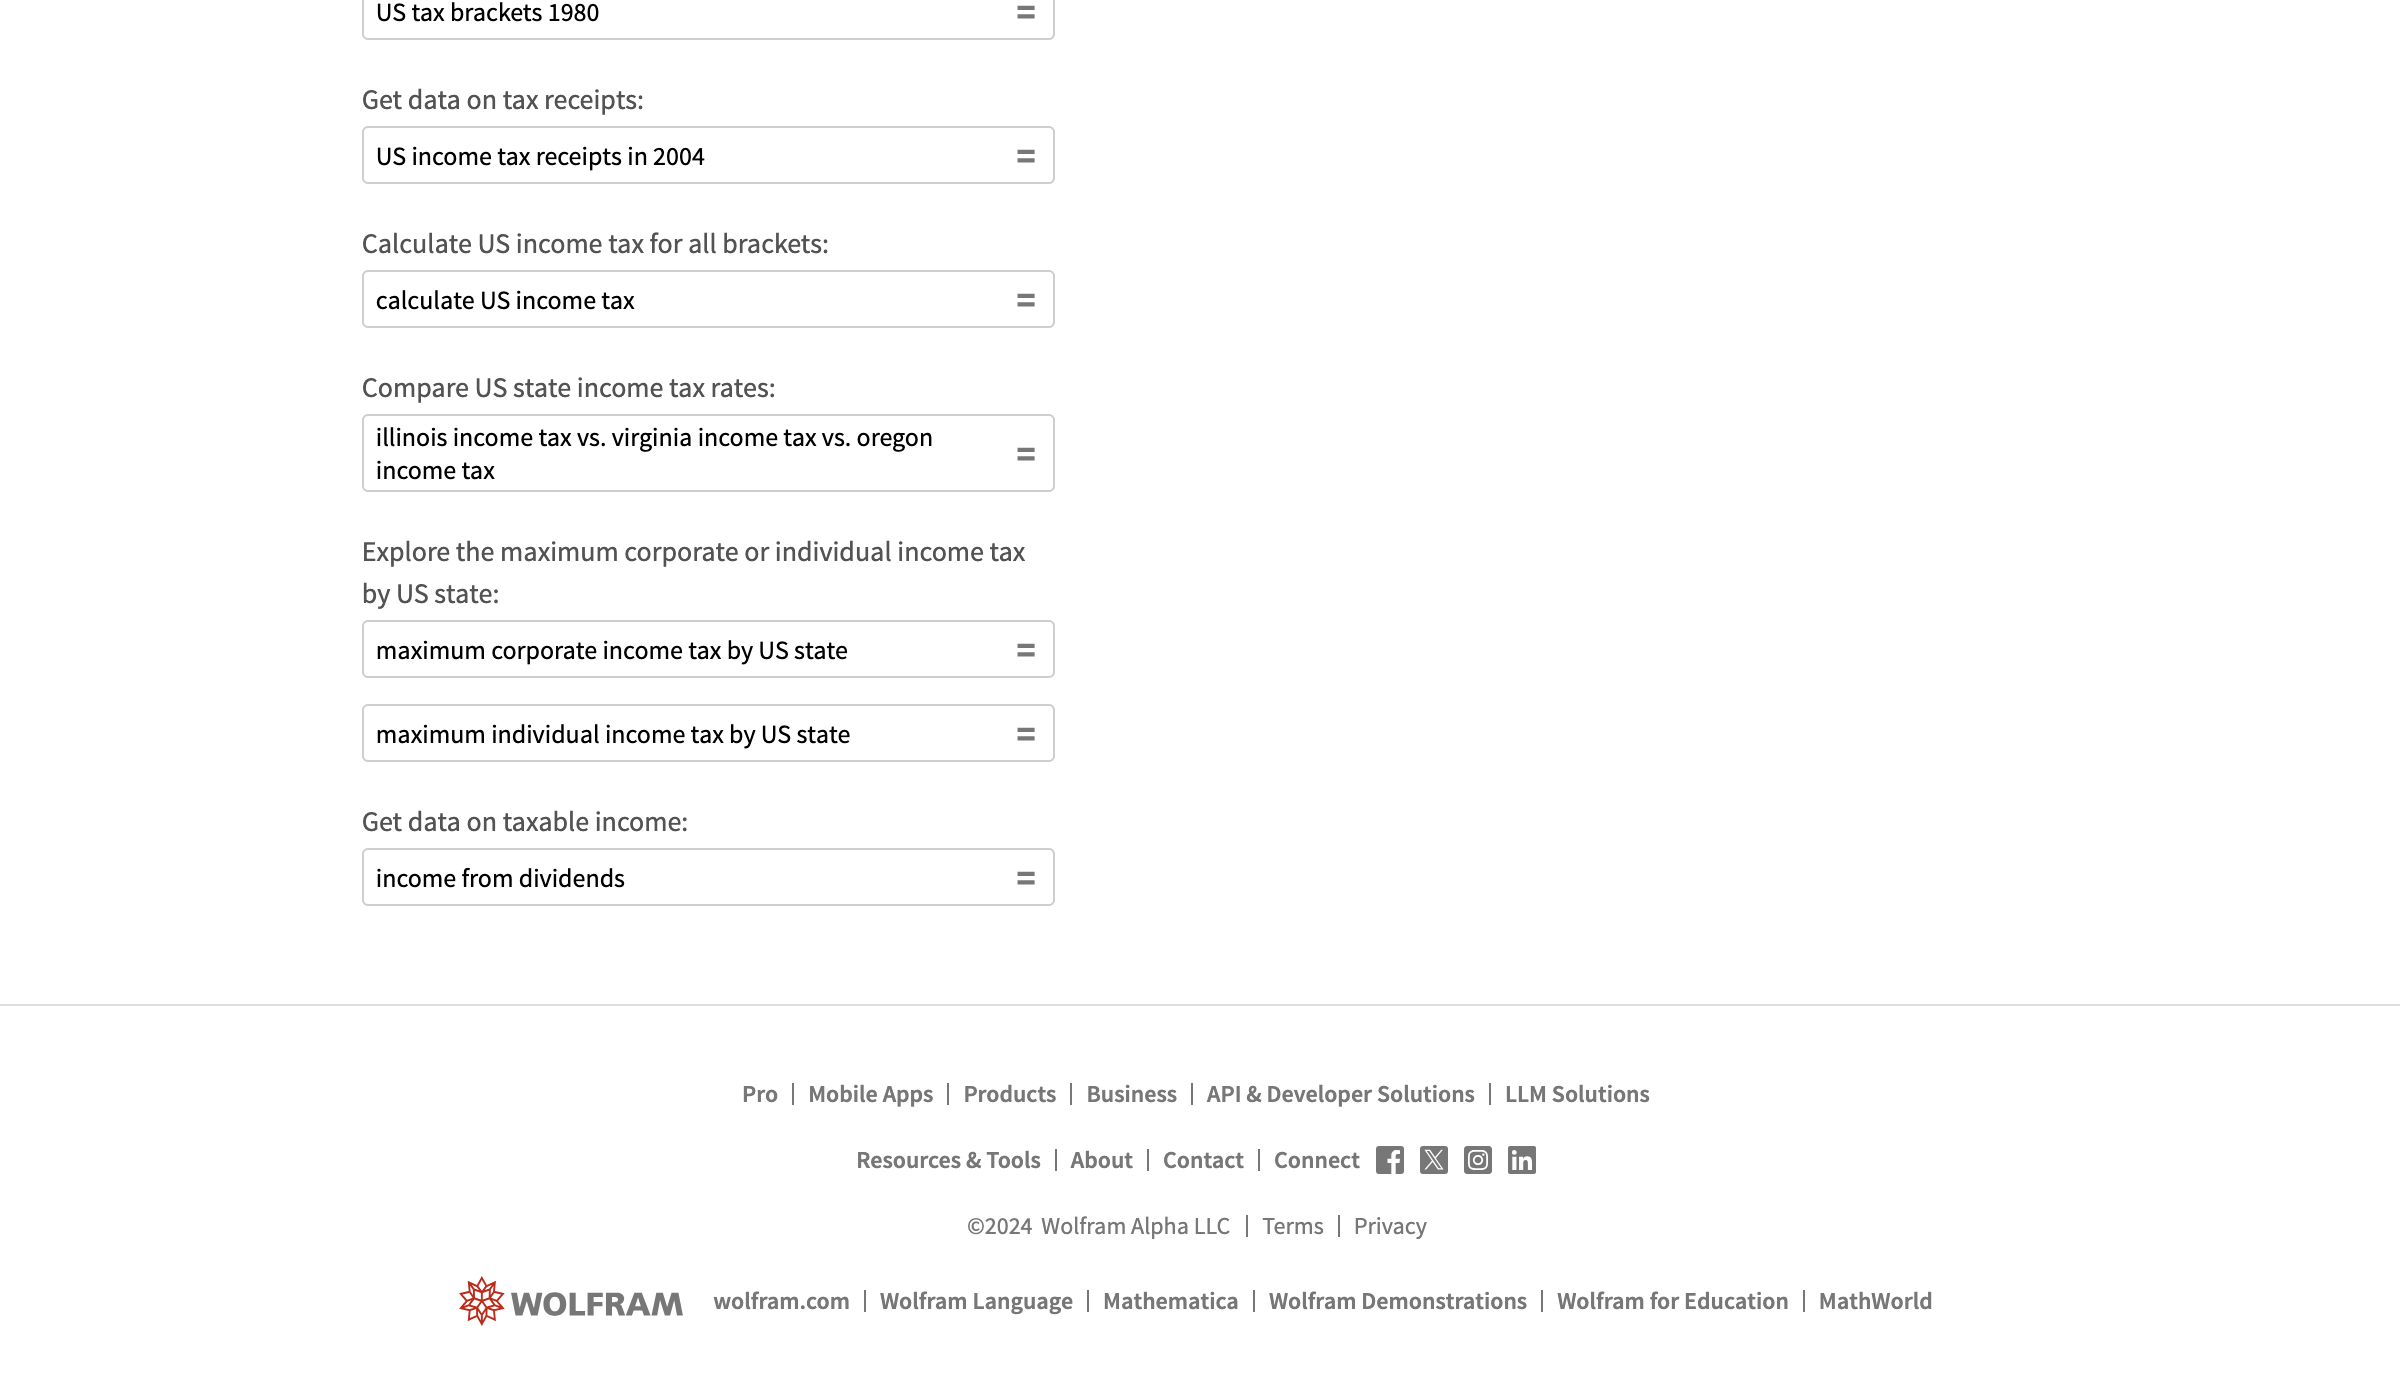 US tax brackets 1980
=
Get data on tax receipts:
US income tax receipts in 2004
=
Calculate US income tax for all brackets:
calculate US income tax
=
Compare US state income tax rates:
illinois income tax vs. virginia income tax vs. oregon
income tax
=
Explore the maximum corporate or individual income tax
by US state:
maximum corporate income tax by US state
=
maximum individual income tax by US state
=
Get data on taxable income:
income from dividends
=
Pro | Mobile Apps | Products | Business | API & Developer Solutions | LLM Solutions
Resources & Tools | About | Contact | Connect
©2024 Wolfram Alpha LLC | Terms | Privacy
WOLFRAM wolfram.com | Wolfram Language | Mathematica | Wolfram Demonstrations | Wolfram for Education | MathWorld